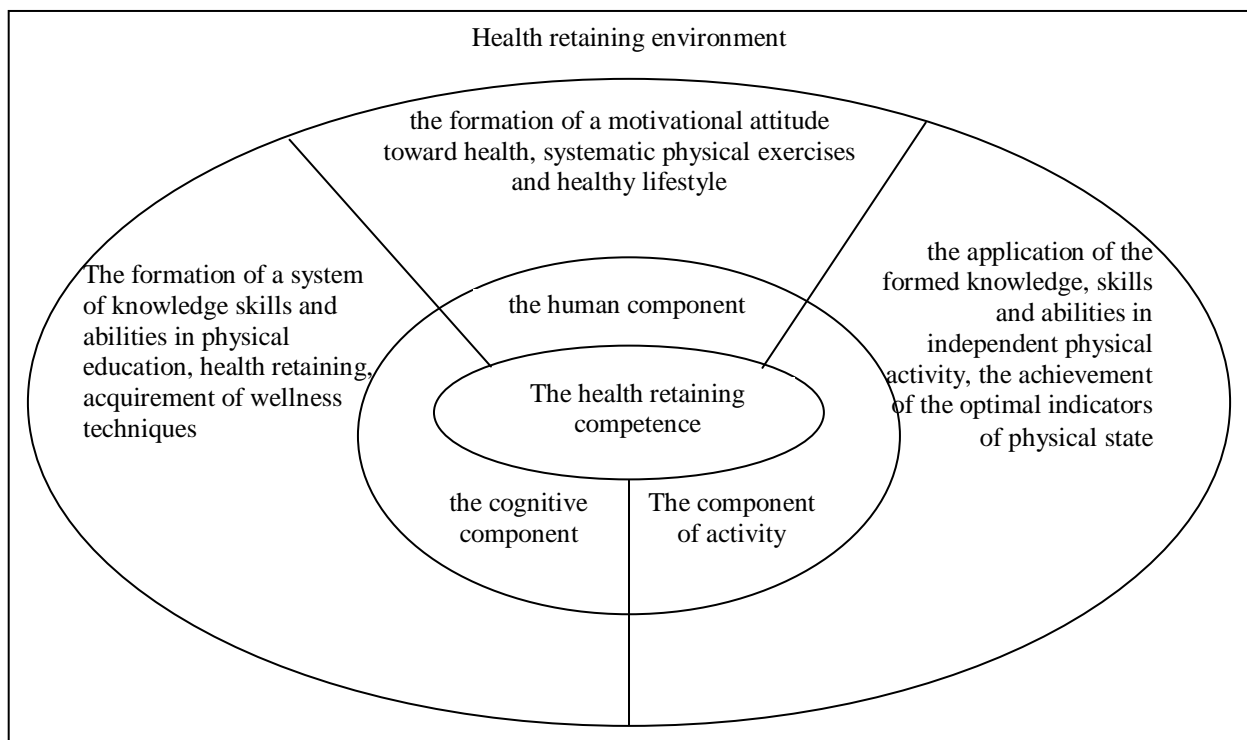 Health retaining environment
the formation of a motivational attitude
toward health, systematic physical exercises
and healthy lifestyle
The formation of a system
of knowledge skills and
abilities in physical
education, health retaining,
acquirement of wellness
techniques
the application of the
formed knowledge, skills
and abilities in
independent physical
activity, the achievement
of the optimal indicators
of physical state
the human component
The health retaining
competence
the cognitive
component
The component
of activity